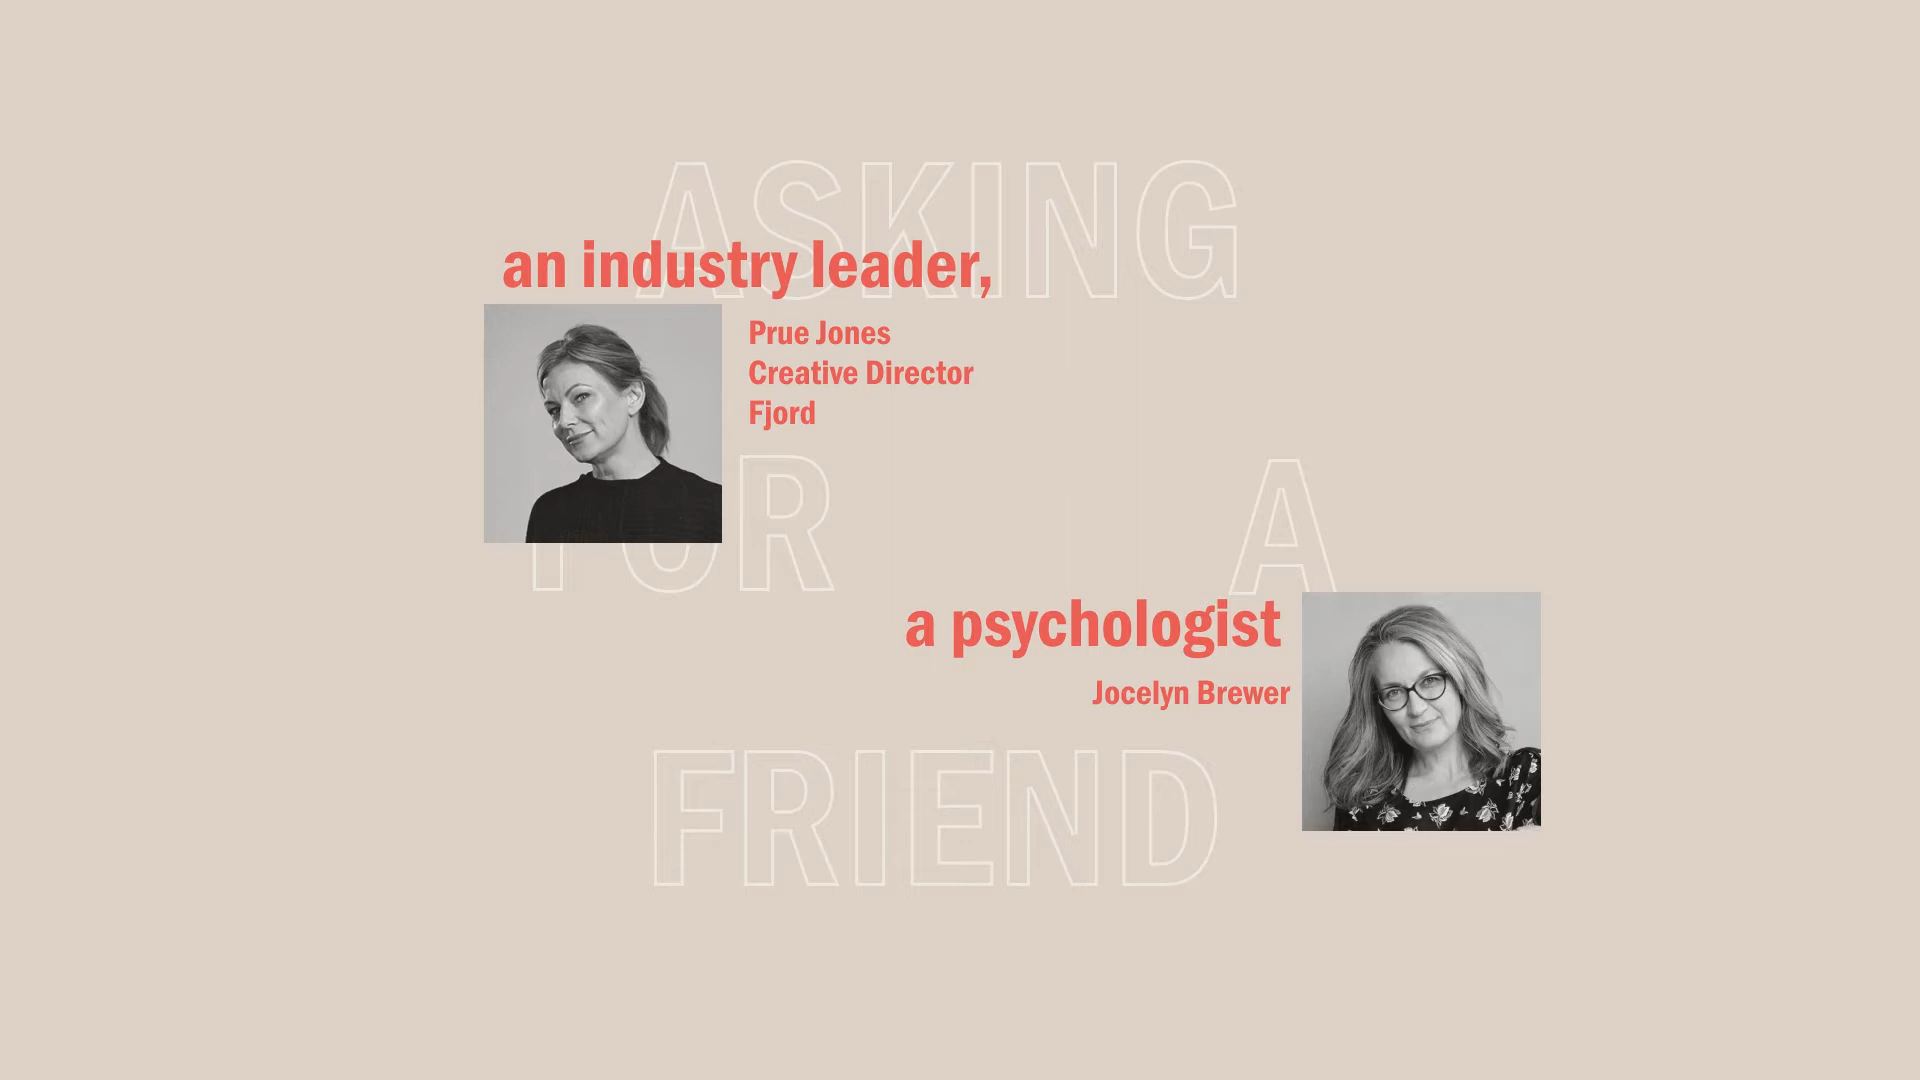 ASKING
an industry leader,
Prue Jones
Creative Director
Fjord
FOR A
a psychologist
Jocelyn Brewer
FRIEND